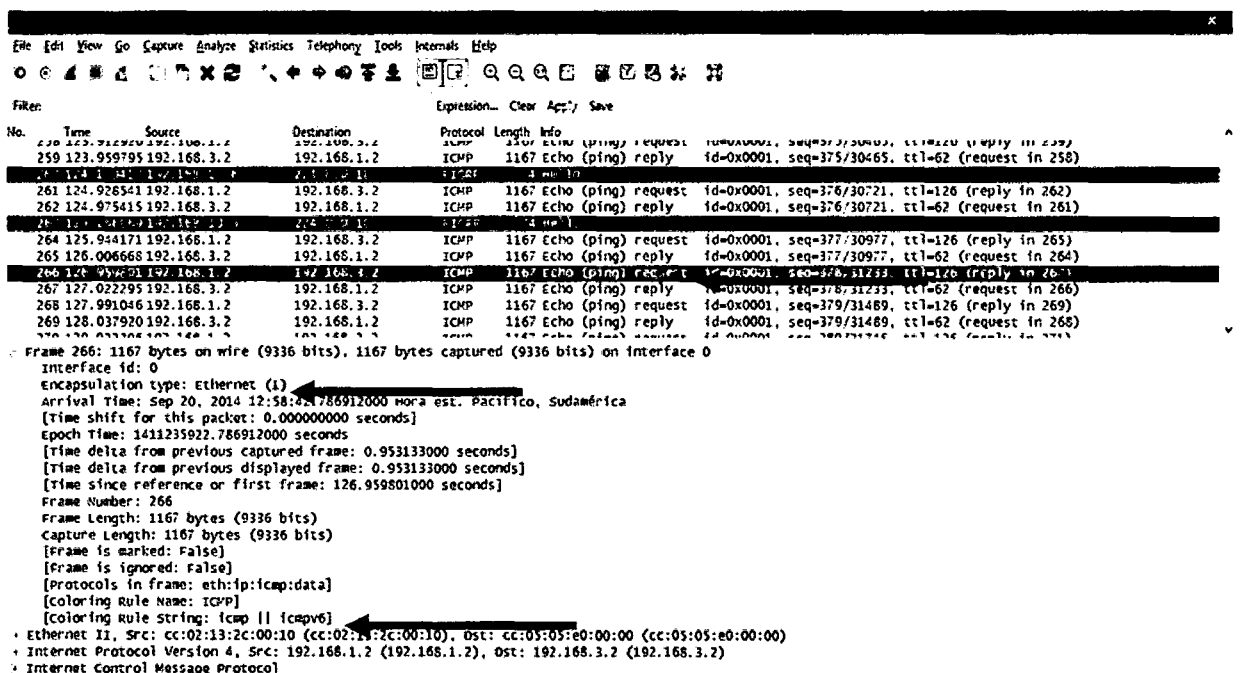 File Edit View Go Capture Analyze Statistics Telephony Tools Internals Help
Filter: Expression... Clear Apply Save
No. Time Source Destination Protocol Length Info
259 123.959795 192.168.3.2 192.168.1.2 ICMP 1167 Echo (ping) reply id=0x0001, seq=375/30465, ttl=62 (request in 258)
261 124.928541 192.168.1.2 192.168.3.2 ICMP 1167 Echo (ping) request id=0x0001, seq=376/30721, ttl=126 (reply in 262)
262 124.975415 192.168.3.2 192.168.1.2 ICMP 1167 Echo (ping) reply id=0x0001, seq=376/30721, ttl=62 (request in 261)
264 125.944171 192.168.1.2 192.168.3.2 ICMP 1167 Echo (ping) request id=0x0001, seq=377/30977, ttl=126 (reply in 265)
265 126.006668 192.168.3.2 192.168.1.2 ICMP 1167 Echo (ping) reply id=0x0001, seq=377/30977, ttl=62 (request in 264)
266 192.168.1.2 192.168.3.2 ICMP 1167 Echo (ping)
267 127.022295 192.168.3.2 192.168.1.2 ICMP 1167 Echo (ping) reply id=0x0001, seq=378/31233, ttl=62 (request in 266)
268 127.991046 192.168.1.2 192.168.3.2 ICMP 1167 Echo (ping) request id=0x0001, seq=379/31489, ttl=126 (reply in 269)
269 128.037920 192.168.3.2 192.168.1.2 ICMP 1167 Echo (ping) reply id=0x0001, seq=379/31489, ttl=62 (request in 268)
Frame 266: 1167 bytes on wire (9336 bits), 1167 bytes captured (9336 bits) on interface 0
Interface id: 0
Encapsulation type: Ethernet (1)
Arrival Time: Sep 20, 2014 Hora est. Pacífico, Sudamérica
[Time shift for this packet: 0.000000000 seconds]
Epoch Time: 1411235922.786912000 seconds
[Time delta from previous captured frame: 0.953133000 seconds]
[Time delta from previous displayed frame: 0.953133000 seconds]
[Time since reference or first frame: 126.959801000 seconds]
Frame Number: 266
Frame Length: 1167 bytes (9336 bits)
Capture Length: 1167 bytes (9336 bits)
[Frame is marked: False]
[Frame is ignored: False]
[Protocols in frame: eth:ip:icmp:data]
[Coloring Rule Name: ICMP]
[Coloring Rule String: icmp || icmpv6]
Ethernet II, Src: cc:02:13:2c:00:10 (cc:02:13:2c:00:10), Dst: cc:05:05:e0:00:00 (cc:05:05:e0:00:00)
Internet Protocol Version 4, Src: 192.168.1.2 (192.168.1.2), Dst: 192.168.3.2 (192.168.3.2)
Internet Control Message Protocol